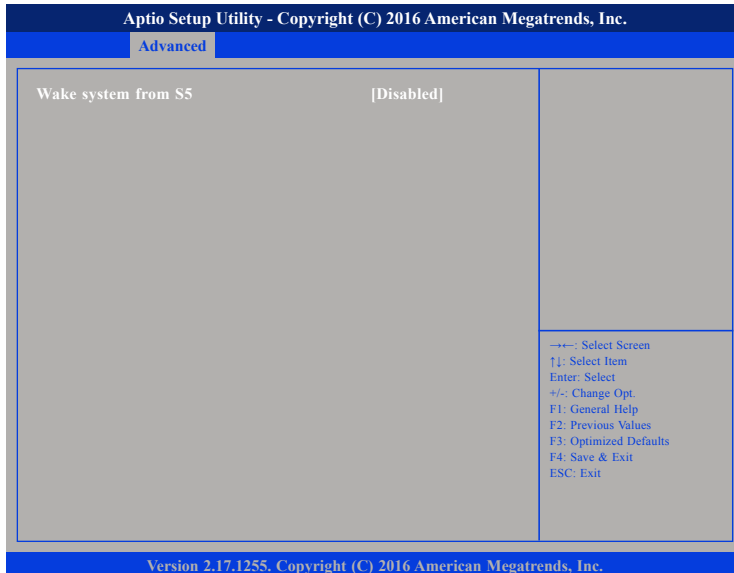 Aptio Setup Utility - Copyright (C) 2016 American Megatrends, Inc.
Advanced
Wake system from S5 [Disabled]
→←: Select Screen
↑↓: Select Item
Enter: Select
+/-: Change Opt.
F1: General Help
F2: Previous Values
F3: Optimized Defaults
F4: Save & Exit
ESC: Exit
Version 2.17.1255. Copyright (C) 2016 American Megatrends, Inc.